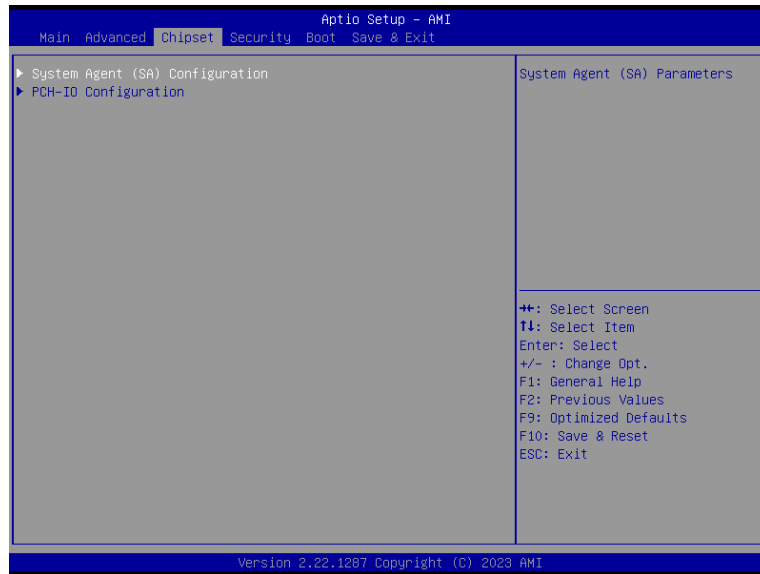 Aptio Setup - AMI
Main Advanced Chipset Security Boot Save & Exit
► System Agent (SA) Configuration
► PCH-IO Configuration
System Agent (SA) Parameters
→←: Select Screen
↑↓: Select Item
Enter: Select
+/- : Change Opt.
F1: General Help
F2: Previous Values
F9: Optimized Defaults
F10: Save & Reset
ESC: Exit
Version 2.22.1287 Copyright (C) 2023 AMI